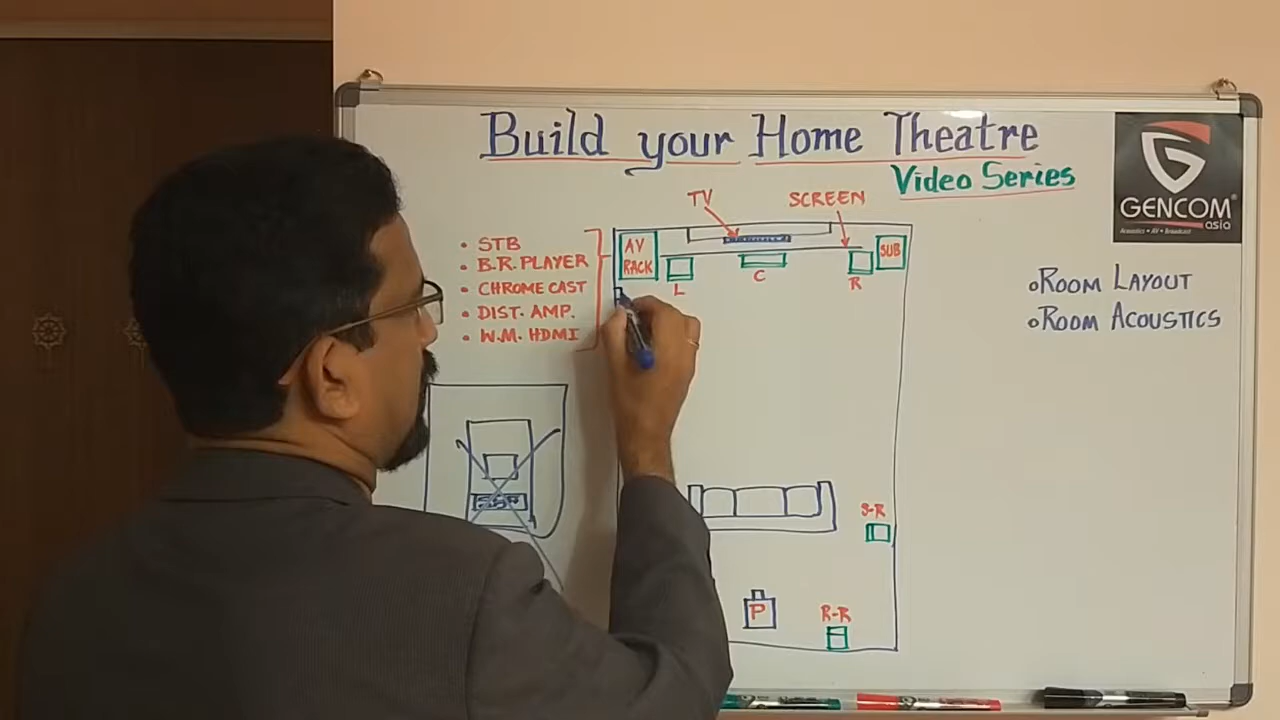 Build your Home Theatre
Video Series
GENCOM®
asia
Acoustics • AV • Broadcast
TV
SCREEN
• STB
• B.R. PLAYER
• CHROME CAST
• DIST. AMP.
• W.M. HDMI
AV
RACK
SUB
L
C
R
• ROOM LAYOUT
• ROOM ACOUSTICS
S-R
P
R-R